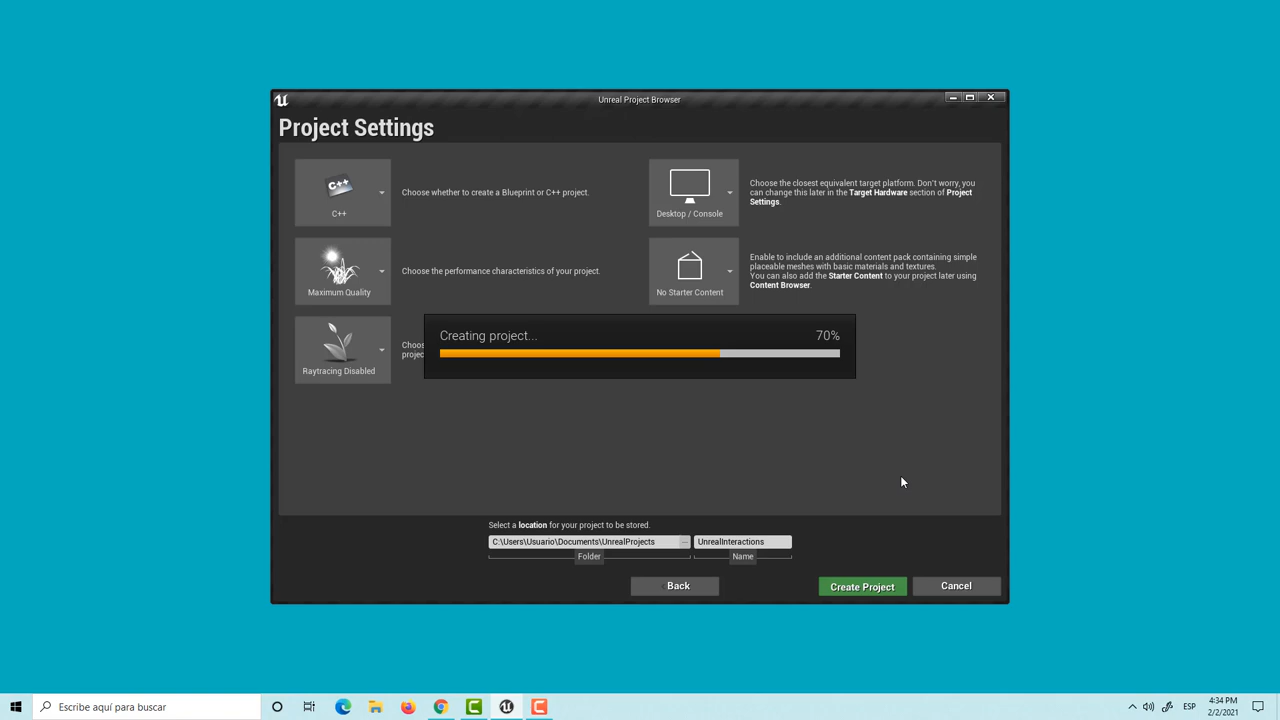 Unreal Project Browser
Project Settings
C++
C++
Choose whether to create a Blueprint or C++ project.
Desktop / Console
Choose the closest equivalent target platform. Don't worry, you
can change this later in the Target Hardware section of Project
Settings.
Maximum Quality
Choose the performance characteristics of your project.
No Starter Content
Enable to include an additional content pack containing simple
placeable meshes with basic materials and textures.
You can also add the Starter Content to your project later using
Content Browser.
Raytracing Disabled
Creating project...
70%
Select a location for your project to be stored.
C:\Users\Usuario\Documents\UnrealProjects
...
UnrealInteractions
Folder
Name
Back
Create Project
Cancel
Escribe aquí para buscar
ESP
4:34 PM
2/2/2021